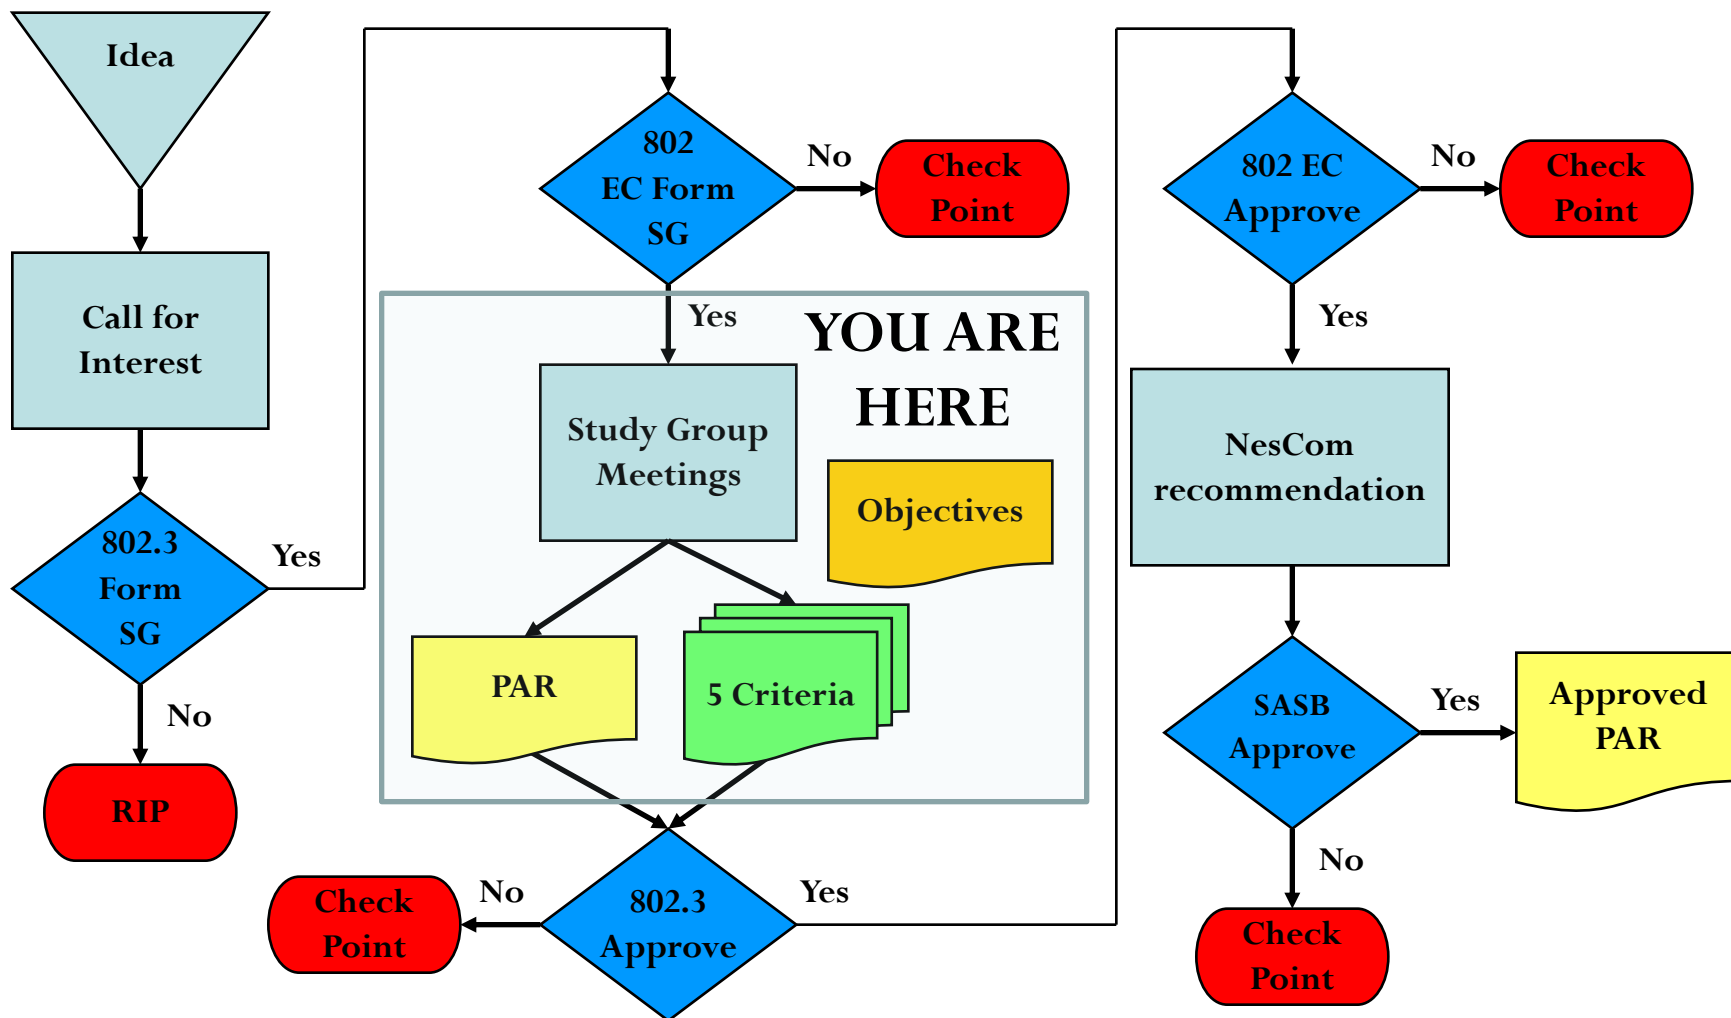 Idea
Call for
Interest
802.3
Form
SG
Yes
No
RIP
802
EC Form
SG
No
Check
Point
Yes
YOU ARE
HERE
Study Group
Meetings
Objectives
PAR
5 Criteria
802.3
Approve
No
Check
Point
Yes
802 EC
Approve
No
Check
Point
Yes
NesCom
recommendation
SASB
Approve
Yes
Approved
PAR
No
Check
Point